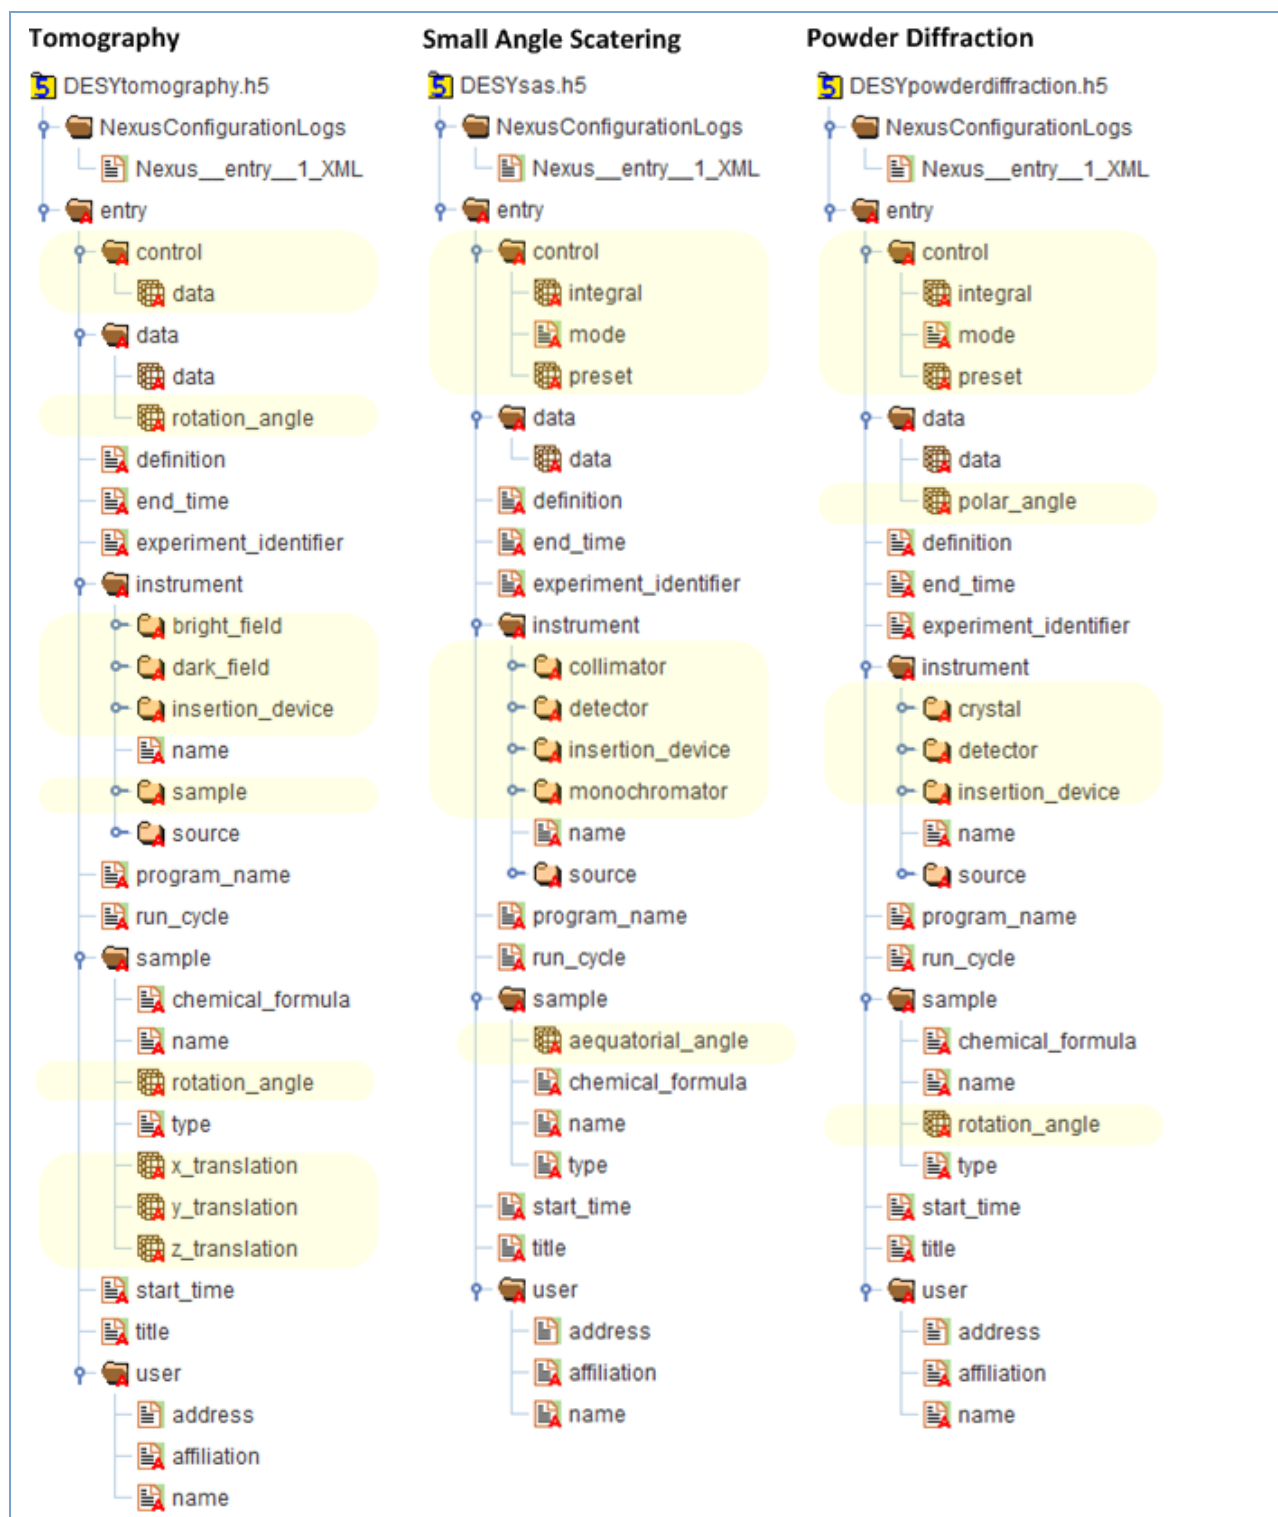 Tomography
DESYtomography.h5
NexusConfigurationLogs
Nexus__entry__1_XML
entry
control
data
data
data
rotation_angle
definition
end_time
experiment_identifier
instrument
bright_field
dark_field
insertion_device
name
sample
source
program_name
run_cycle
sample
chemical_formula
name
rotation_angle
type
x_translation
y_translation
z_translation
start_time
title
user
address
affiliation
name
Small Angle Scatering
DESYsas.h5
NexusConfigurationLogs
Nexus__entry__1_XML
entry
control
integral
mode
preset
data
data
definition
end_time
experiment_identifier
instrument
collimator
detector
insertion_device
monochromator
name
source
program_name
run_cycle
sample
aequatorial_angle
chemical_formula
name
type
start_time
title
user
address
affiliation
name
Powder Diffraction
DESYpowderdiffraction.h5
NexusConfigurationLogs
Nexus__entry__1_XML
entry
control
integral
mode
preset
data
data
polar_angle
definition
end_time
experiment_identifier
instrument
crystal
detector
insertion_device
name
source
program_name
run_cycle
sample
chemical_formula
name
rotation_angle
type
start_time
title
user
address
affiliation
name